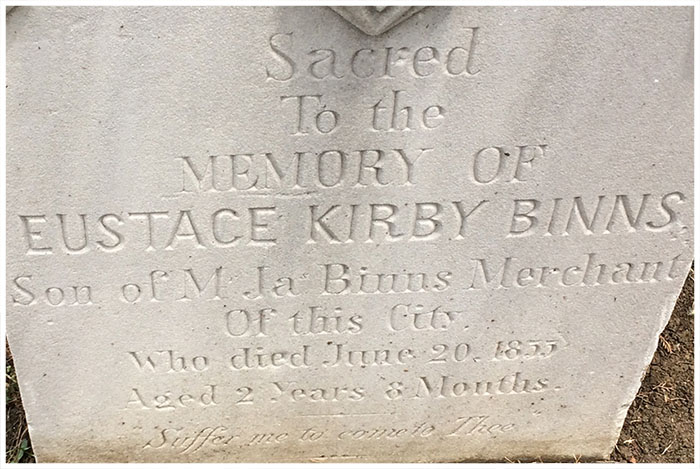 Sacred
To the
MEMORY OF
EUSTACE KIRBY BINNS,
Son of Mr Jas Binns Merchant
Of this City.
Who died June 20, 1855
Aged 2 Years 8 Months.
Suffer me to come to Thee